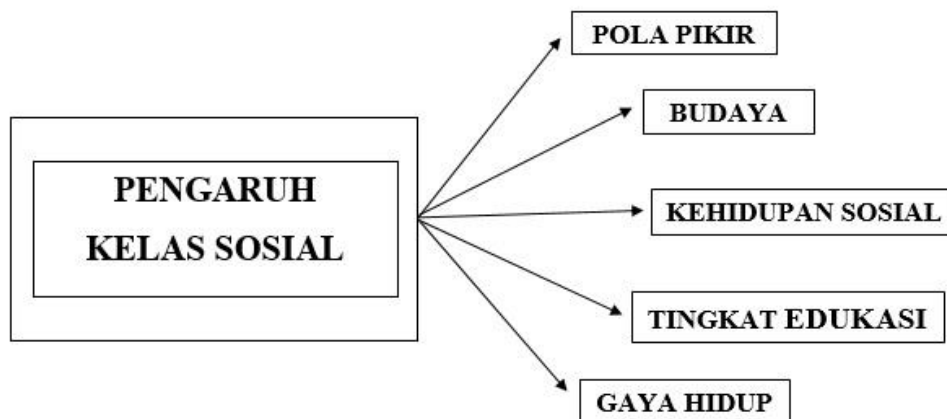 PENGARUH
KELAS SOSIAL
POLA PIKIR
BUDAYA
KEHIDUPAN SOSIAL
TINGKAT EDUKASI
GAYA HIDUP